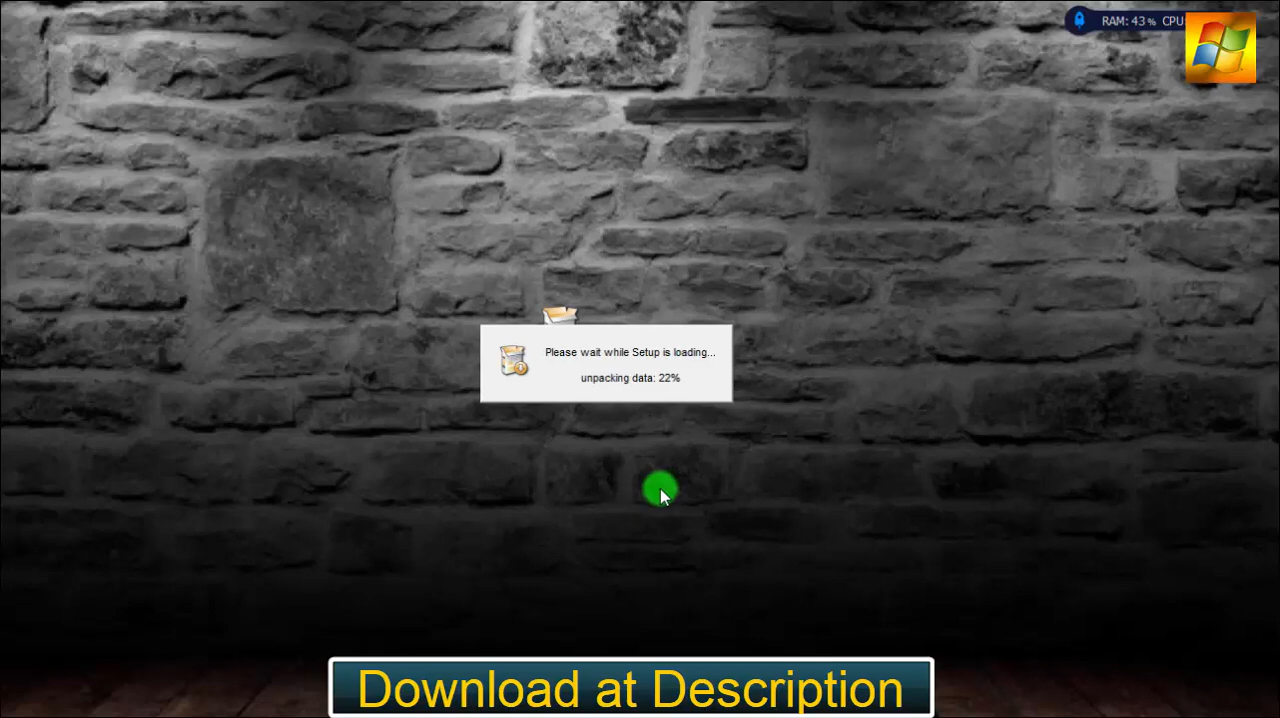 RAM: 43 % CPU:
Please wait while Setup is loading...
unpacking data: 22%
Download at Description